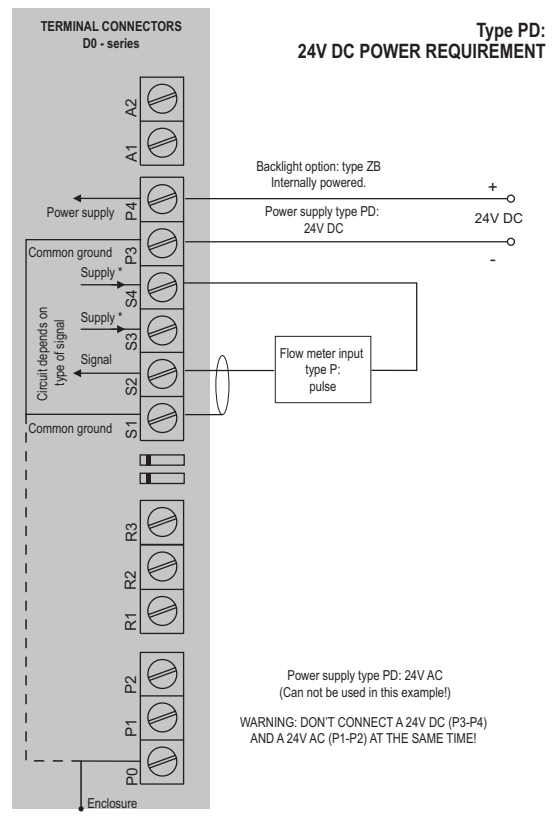 TERMINAL CONNECTORS
D0 - series
Type PD:
24V DC POWER REQUIREMENT
A2
A1
Backlight option: type ZB
Internally powered.
+
Power supply
P4
Power supply type PD:
24V DC
24V DC
-
Common ground
P3
Supply *
S4
Supply *
S3
Circuit depends on
type of signal
Signal
S2
Flow meter input
type P:
pulse
Common ground
S1
R3
R2
R1
P2
Power supply type PD: 24V AC
(Can not be used in this example!)
P1
WARNING: DON'T CONNECT A 24V DC (P3-P4)
AND A 24V AC (P1-P2) AT THE SAME TIME!
P0
Enclosure